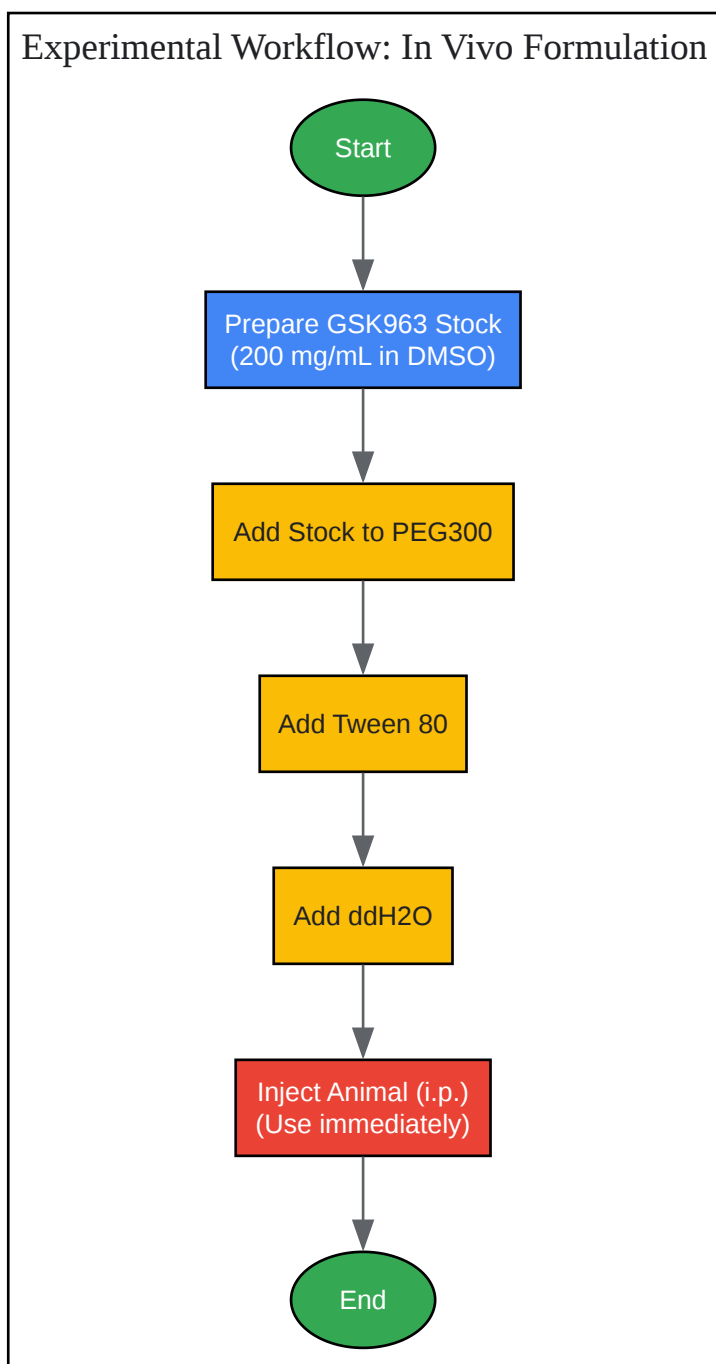 Experimental Workflow: In Vivo Formulation
Start
Prepare GSK963 Stock
(200 mg/mL in DMSO)
Add Stock to PEG300
Add Tween 80
Add ddH2O
Inject Animal (i.p.)
(Use immediately)
End